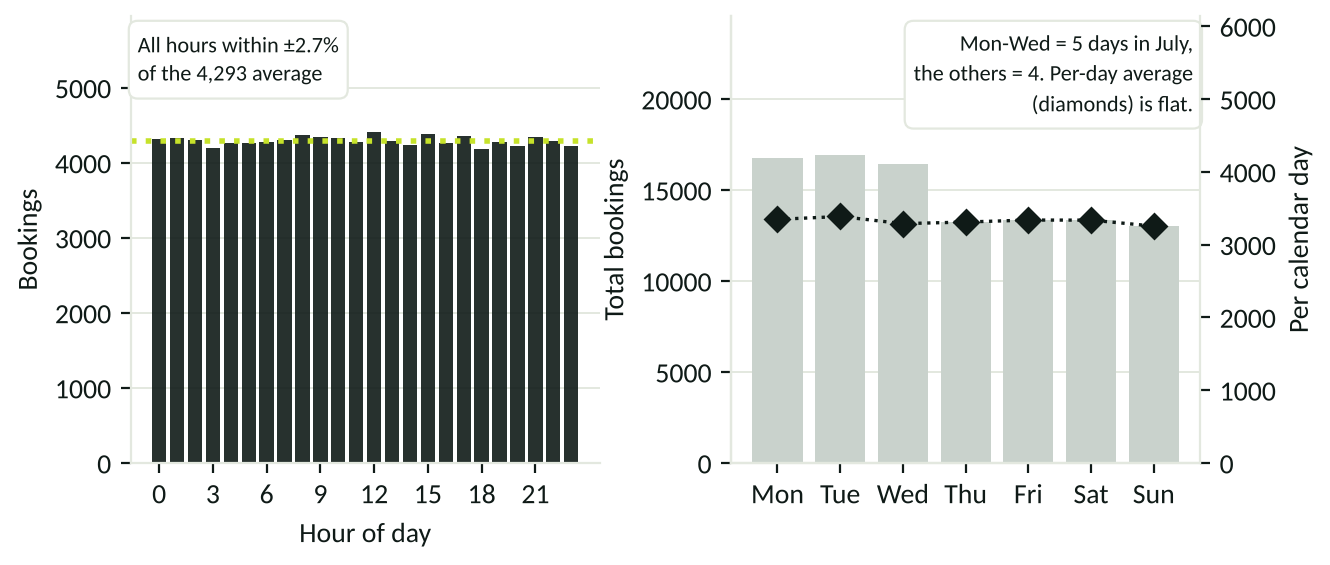 All hours within ±2.7%
of the 4,293 average
5000
4000
3000
2000
1000
0
Bookings
0 3 6 9 12 15 18 21
Hour of day
Mon-Wed = 5 days in July,
the others = 4. Per-day average
(diamonds) is flat.
20000
15000
10000
5000
0
Total bookings
6000
5000
4000
3000
2000
1000
0
Per calendar day
Mon Tue Wed Thu Fri Sat Sun